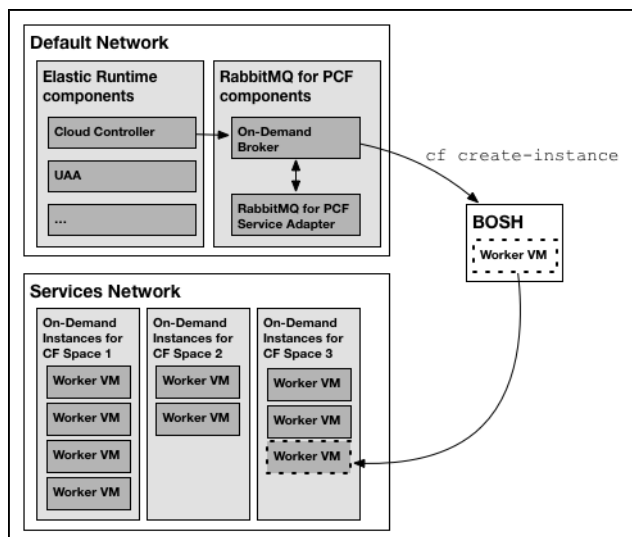 Default Network
Elastic Runtime
components
Cloud Controller
UAA
...
RabbitMQ for PCF
components
On-Demand
Broker
RabbitMQ for PCF
Service Adapter
cf create-instance
BOSH
Worker VM
Services Network
On-Demand
Instances for
CF Space 1
Worker VM
Worker VM
Worker VM
Worker VM
On-Demand
Instances for
CF Space 2
Worker VM
Worker VM
On-Demand
Instances for
CF Space 3
Worker VM
Worker VM
Worker VM